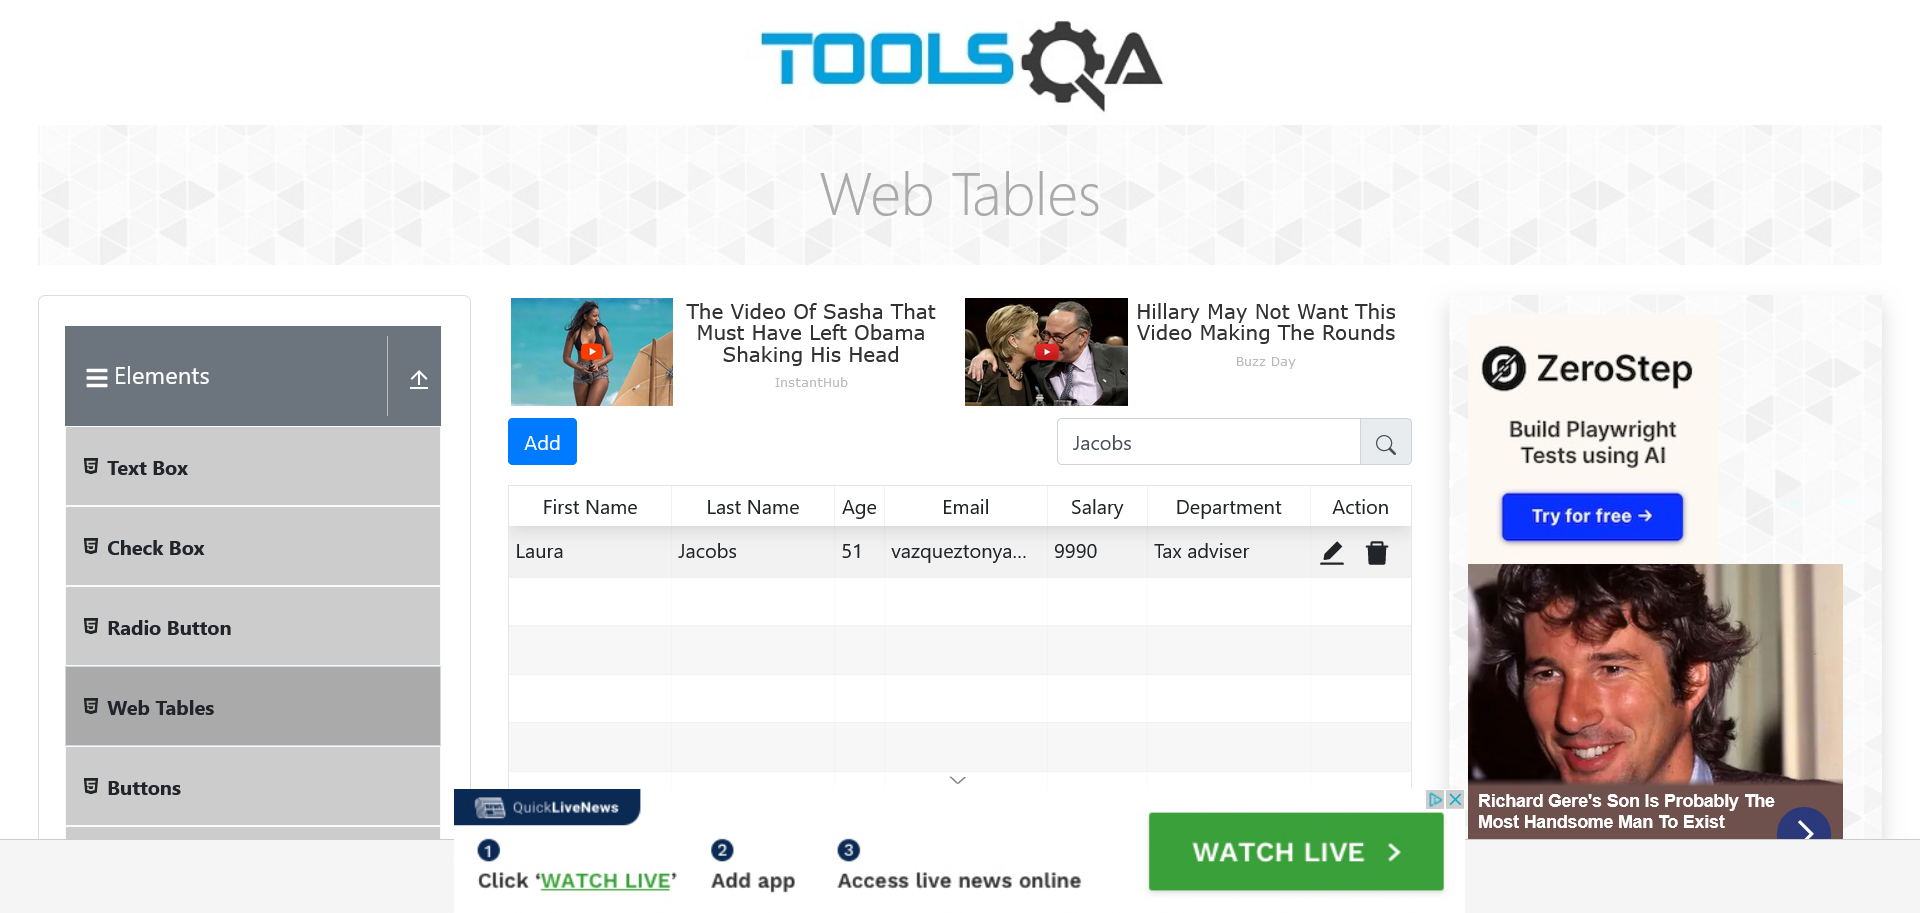 TOOLSQA
Web Tables
Elements
Text Box
Check Box
Radio Button
Web Tables
Buttons
The Video Of Sasha That
Must Have Left Obama
Shaking His Head
InstantHub
Hillary May Not Want This
Video Making The Rounds
Buzz Day
Add
Jacobs
First Name Last Name Age Email Salary Department Action
Laura Jacobs 51 vazqueztonya... 9990 Tax adviser
ZeroStep
Build Playwright
Tests using AI
Try for free →
Richard Gere's Son Is Probably The
Most Handsome Man To Exist
QuickLiveNews
1 2 3
Click ‘WATCH LIVE’ Add app Access live news online
WATCH LIVE >